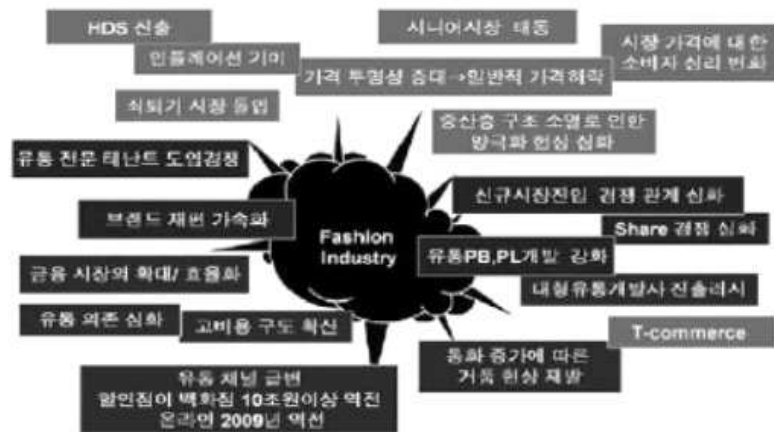 HDS 진출
시니어시장 태동
시장 가격에 대한
소비자 심리 변화
인플레이션 기미
가격 투명성 증대→일반적 가격하락
쇠퇴기 시장 돌입
중산층 구조 소멸로 인한
양극화 현상 심화
유통 전문 테넌트 도입경쟁
신규시장진입 경쟁 관계 심화
브랜드 재편 가속화
Share 경쟁 심화
Fashion
Industry
유통PB,PL개발 강화
금융 시장의 확대/ 효율화
대형유통개발사 진출러시
유통 의존 심화
고비용 구도 확산
T-commerce
통화 증가에 따른
거품 현상 재발
유통 채널 급변
할인점이 백화점 10조원이상 역전
온라인 2009년 역전